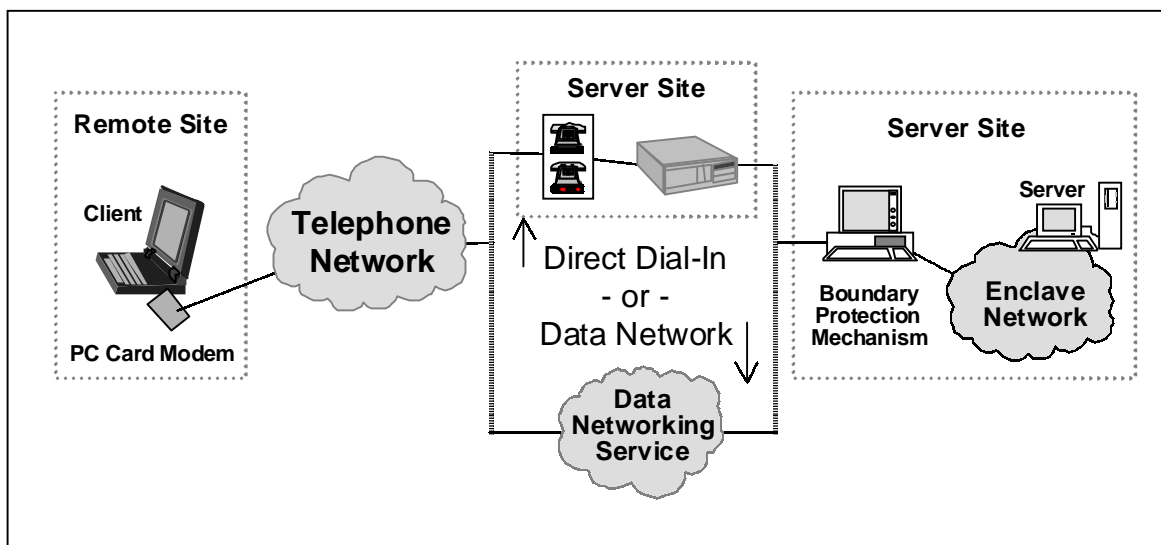 Remote Site
Client
PC Card Modem
Telephone
Network
Server Site
Direct Dial-In
- or -
Data Network
Data
Networking
Service
Server Site
Server
Boundary
Protection
Mechanism
Enclave
Network